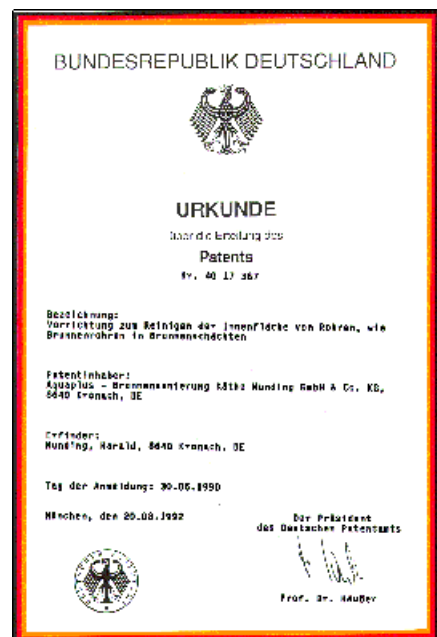 BUNDESREPUBLIK DEUTSCHLAND
URKUNDE
über die Erteilung des
Patents
Nr. 40 17 367
Bezeichnung:
Vorrichtung zum Reinigen der Innenfläche von Rohren, wie
Brunnenrohren in Brunnenschächten
Patentinhaber:
Aquaplus - Brunnensanierung Käthe Munding GmbH & Co. KG,
8640 Kronach, DE
Erfinder:
Munding, Harald, 8640 Kronach, DE
Tag der Anmeldung: 30.05.1990
München, den 20.08.1992
Der Präsident
des Deutschen Patentamts
Prof. Dr. Häußer